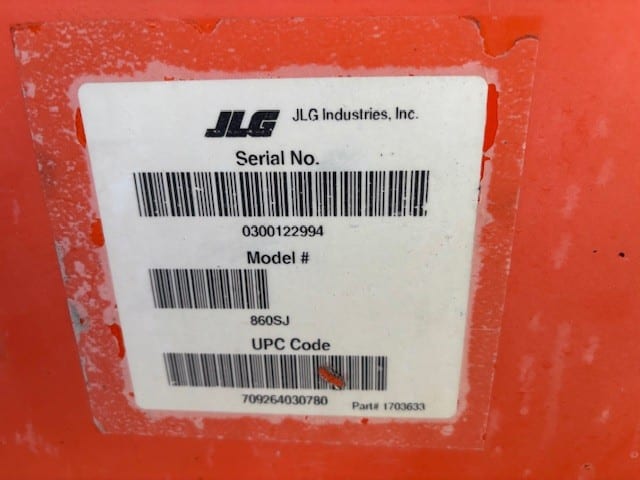 JLG JLG Industries, Inc.
Serial No.
0300122994
Model #
860SJ
UPC Code
709264030780 Part# 1703633